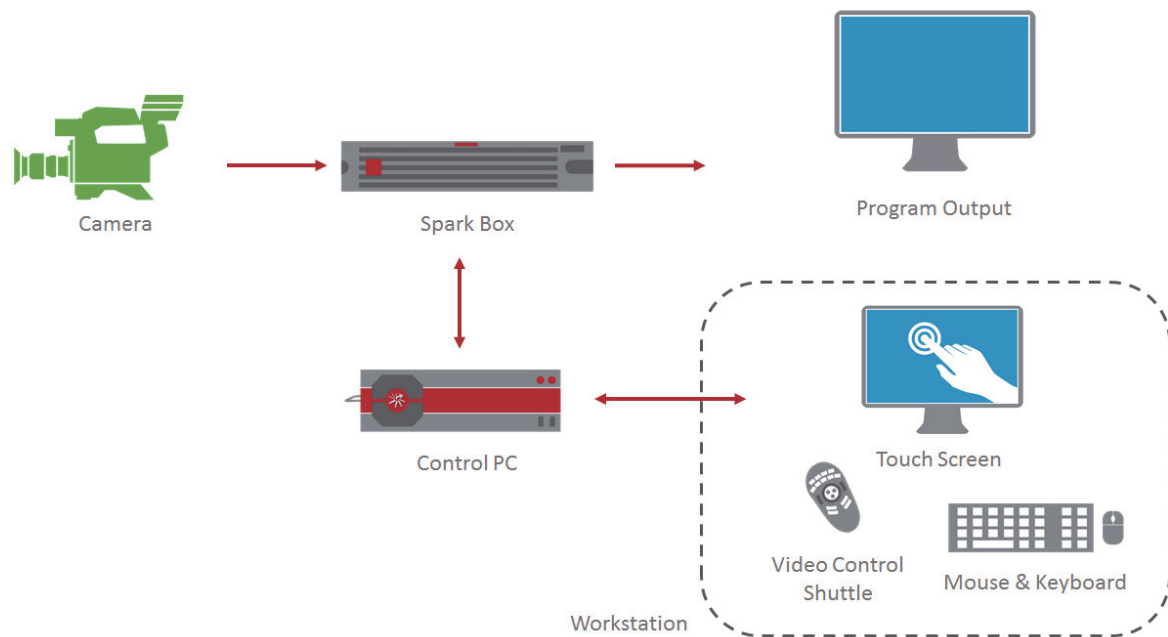 Camera
Spark Box
Program Output
Control PC
Touch Screen
Video Control
Shuttle
Mouse & Keyboard
Workstation